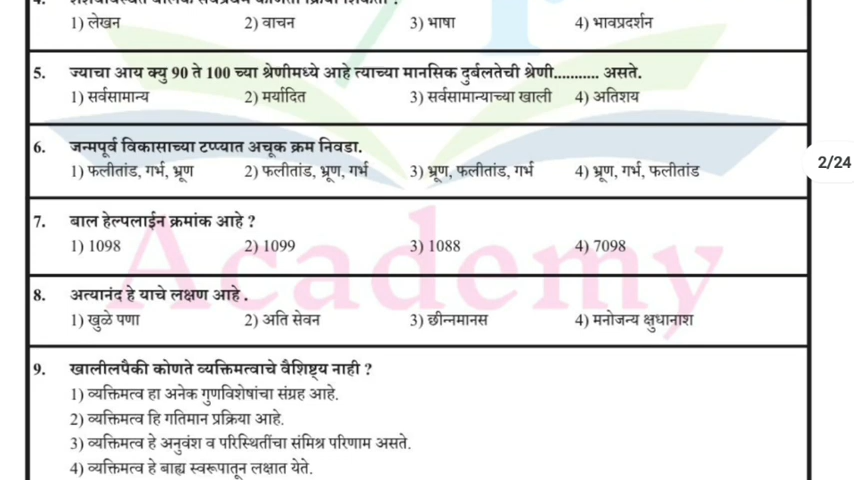 1) लेखन 2) वाचन 3) भाषा 4) भावप्रदर्शन
5. ज्याचा आय क्यु 90 ते 100 च्या श्रेणीमध्ये आहे त्याच्या मानसिक दुर्बलतेची श्रेणी........... असते.
1) सर्वसामान्य 2) मर्यादित 3) सर्वसामान्याच्या खाली 4) अतिशय
6. जन्मपूर्व विकासाच्या टप्प्यात अचूक क्रम निवडा.
1) फलीतांड, गर्भ, भ्रूण 2) फलीतांड, भ्रूण, गर्भ 3) भ्रूण, फलीतांड, गर्भ 4) भ्रूण, गर्भ, फलीतांड
2/24
7. बाल हेल्पलाईन क्रमांक आहे ?
1) 1098 2) 1099 3) 1088 4) 7098
Academy
8. अत्यानंद हे याचे लक्षण आहे .
1) खुळे पणा 2) अति सेवन 3) छीन्नमानस 4) मनोजन्य क्षुधानाश
9. खालीलपैकी कोणते व्यक्तिमत्वाचे वैशिष्ट्य नाही ?
1) व्यक्तिमत्व हा अनेक गुणविशेषांचा संग्रह आहे.
2) व्यक्तिमत्व हि गतिमान प्रक्रिया आहे.
3) व्यक्तिमत्व हे अनुवंश व परिस्थितींचा संमिश्र परिणाम असते.
4) व्यक्तिमत्व हे बाह्य स्वरूपातून लक्षात येते.